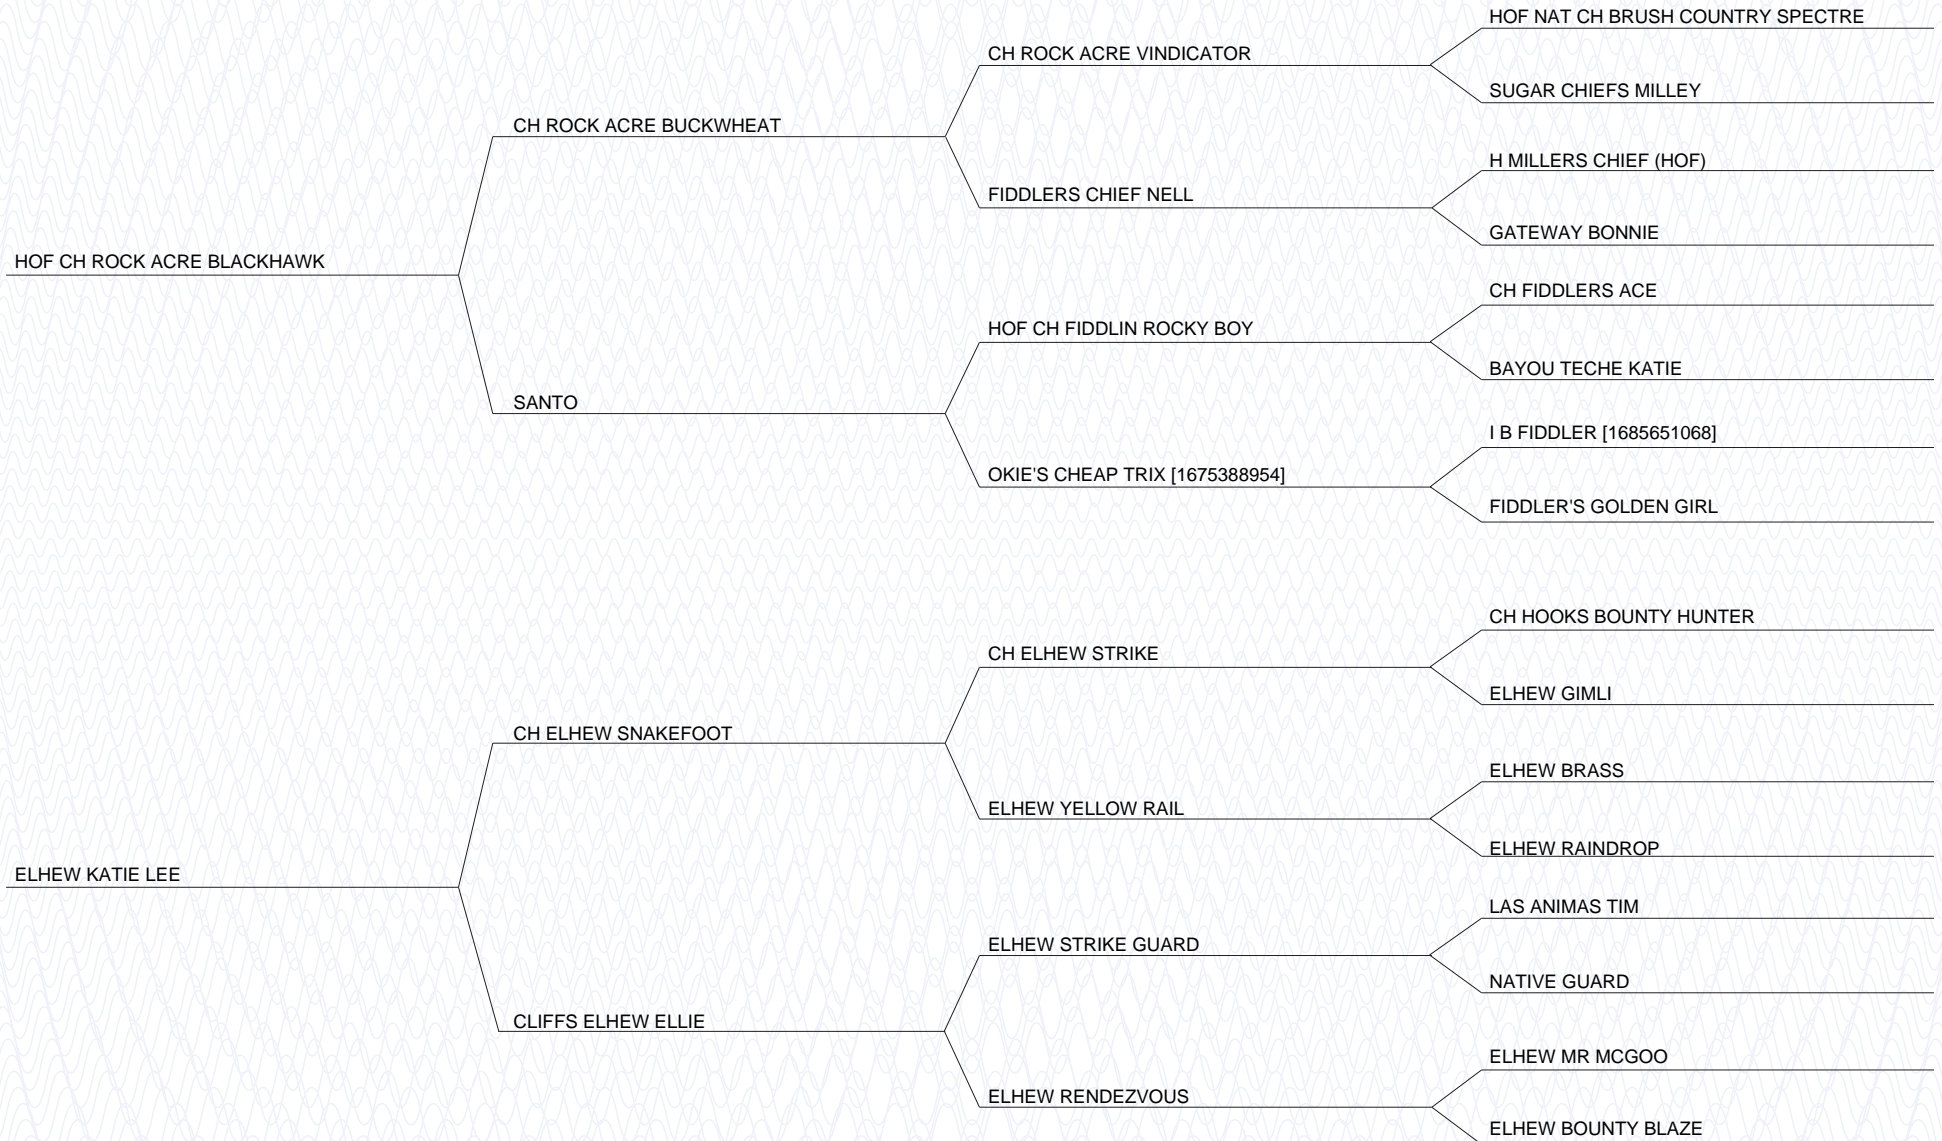 HOF NAT CH BRUSH COUNTRY SPECTRE
CH ROCK ACRE VINDICATOR
SUGAR CHIEFS MILLEY
CH ROCK ACRE BUCKWHEAT
H MILLERS CHIEF (HOF)
FIDDLERS CHIEF NELL
GATEWAY BONNIE
HOF CH ROCK ACRE BLACKHAWK
CH FIDDLERS ACE
HOF CH FIDDLIN ROCKY BOY
BAYOU TECHE KATIE
SANTO
I B FIDDLER [1685651068]
OKIE'S CHEAP TRIX [1675388954]
FIDDLER'S GOLDEN GIRL
CH HOOKS BOUNTY HUNTER
CH ELHEW STRIKE
ELHEW GIMLI
CH ELHEW SNAKEFOOT
ELHEW BRASS
ELHEW YELLOW RAIL
ELHEW RAINDROP
ELHEW KATIE LEE
LAS ANIMAS TIM
ELHEW STRIKE GUARD
NATIVE GUARD
CLIFFS ELHEW ELLIE
ELHEW MR MCGOO
ELHEW RENDEZVOUS
ELHEW BOUNTY BLAZE